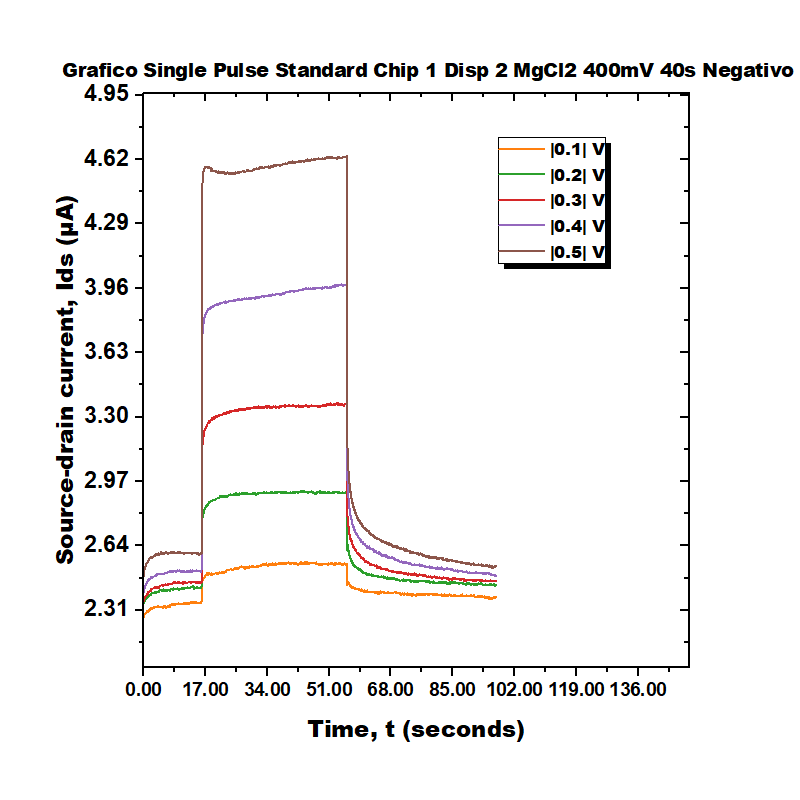 Grafico Single Pulse Standard Chip 1 Disp 2 MgCl2 400mV 40s Negativo
4.95
4.62
4.29
3.96
3.63
3.30
2.97
2.64
2.31
Source-drain current, Ids (µA)
|0.1| V
|0.2| V
|0.3| V
|0.4| V
|0.5| V
0.00 17.00 34.00 51.00 68.00 85.00 102.00 119.00 136.00
Time, t (seconds)